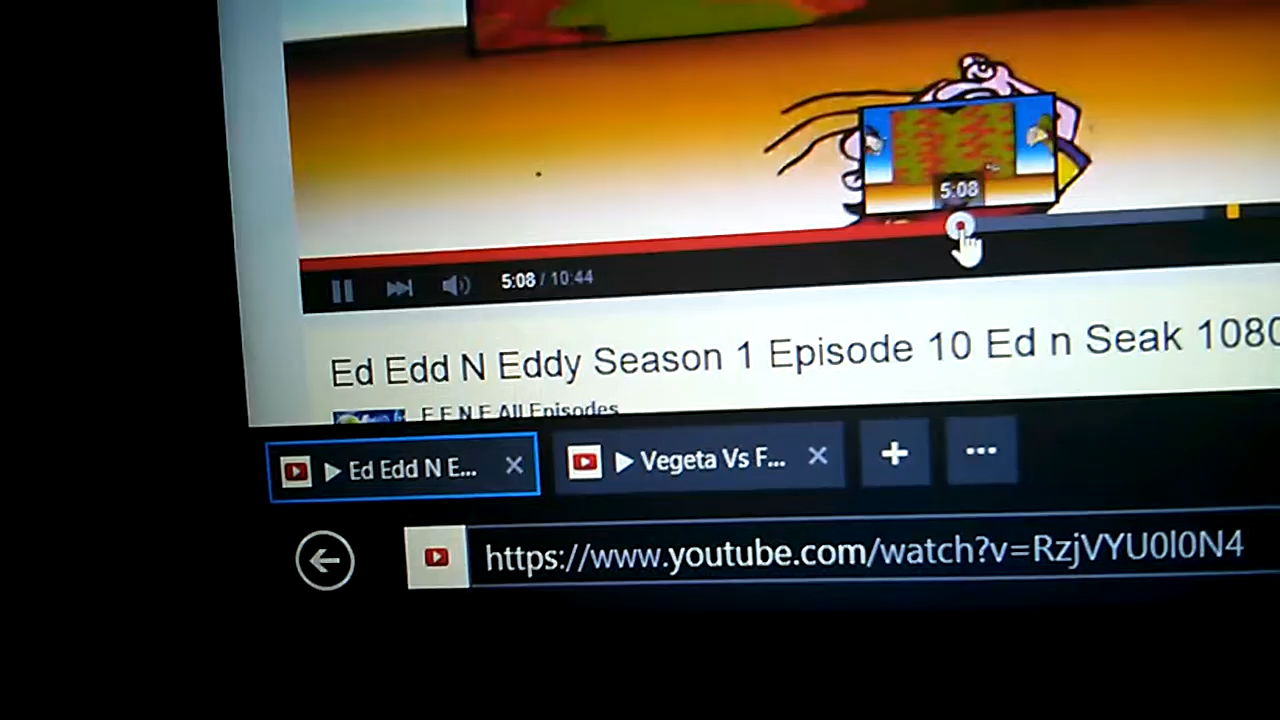 5:08
5:08 / 10:44
Ed Edd N Eddy Season 1 Episode 10 Ed n Seak 1080
E E N E All Episodes
Ed Edd N E...
Vegeta Vs F...
https://www.youtube.com/watch?v=RzjVYU0l0N4